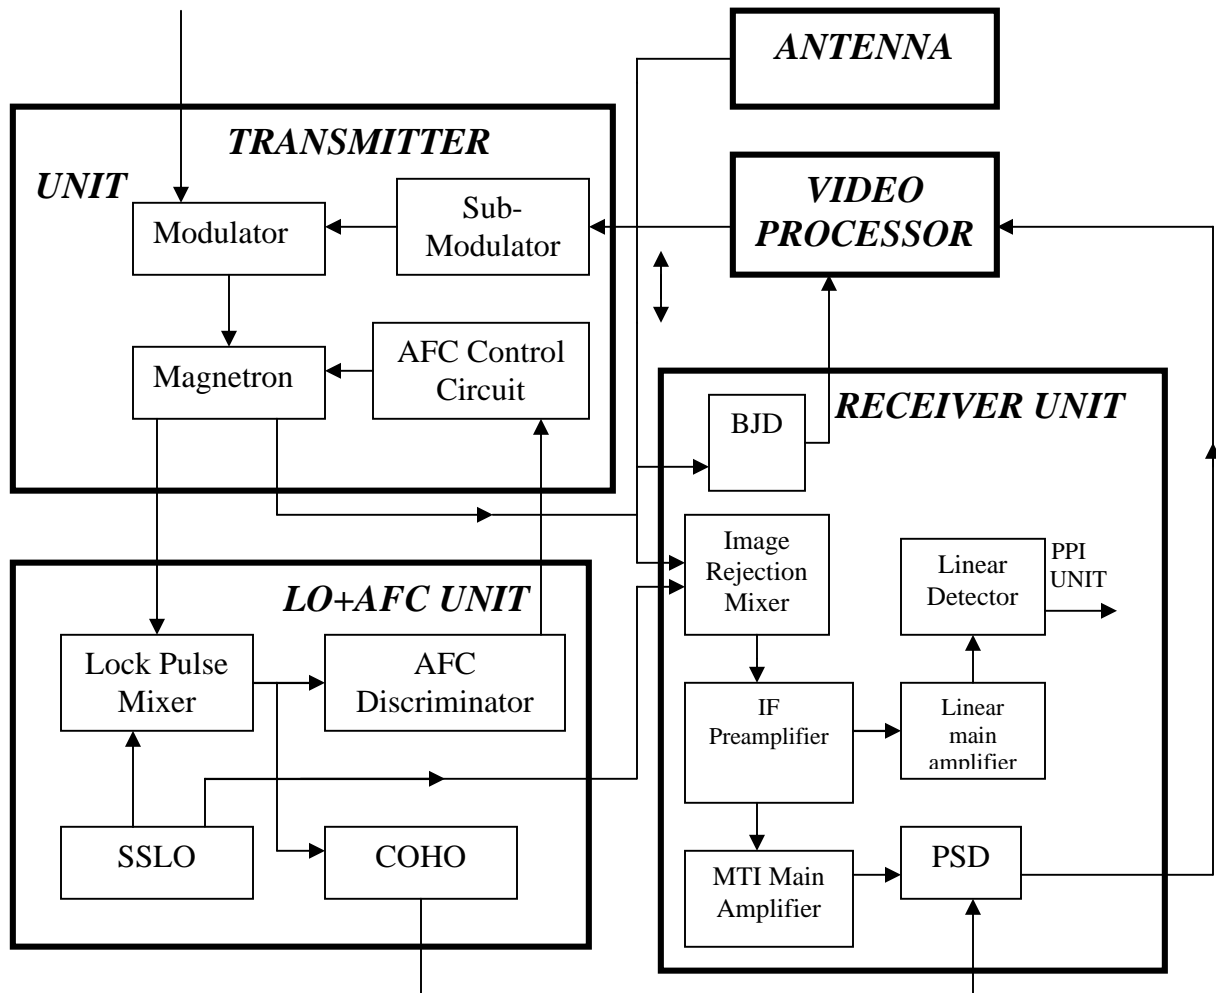 ANTENNA
TRANSMITTER
UNIT
Modulator
Sub-
Modulator
VIDEO
PROCESSOR
Magnetron
AFC Control
Circuit
RECEIVER UNIT
BJD
Image
Rejection
Mixer
Linear
Detector
PPI
UNIT
LO+AFC UNIT
Lock Pulse
Mixer
AFC
Discriminator
IF
Preamplifier
Linear
main
amplifier
SSLO
COHO
MTI Main
Amplifier
PSD